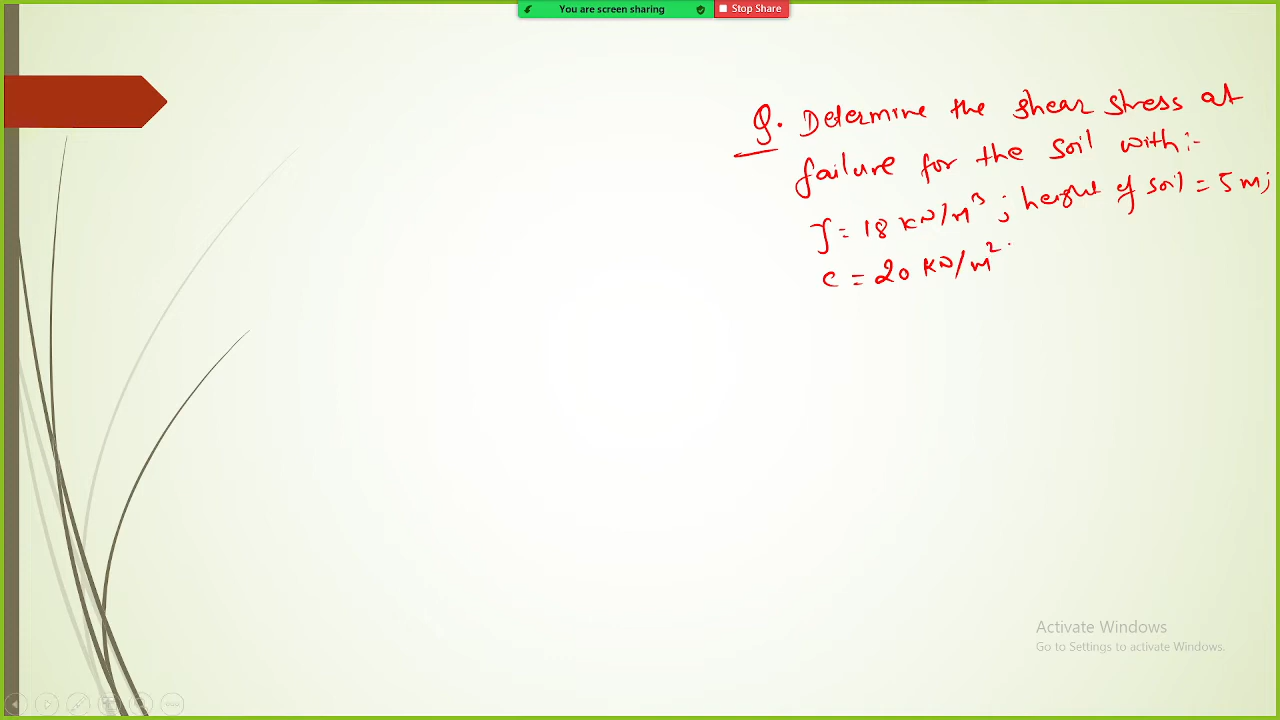 You are screen sharing
Stop Share
Q. Determine the shear stress at
failure for the soil with:-
γ = 18 KN/m³ ; height of soil = 5 m;
c = 20 KN/m².
Activate Windows
Go to Settings to activate Windows.